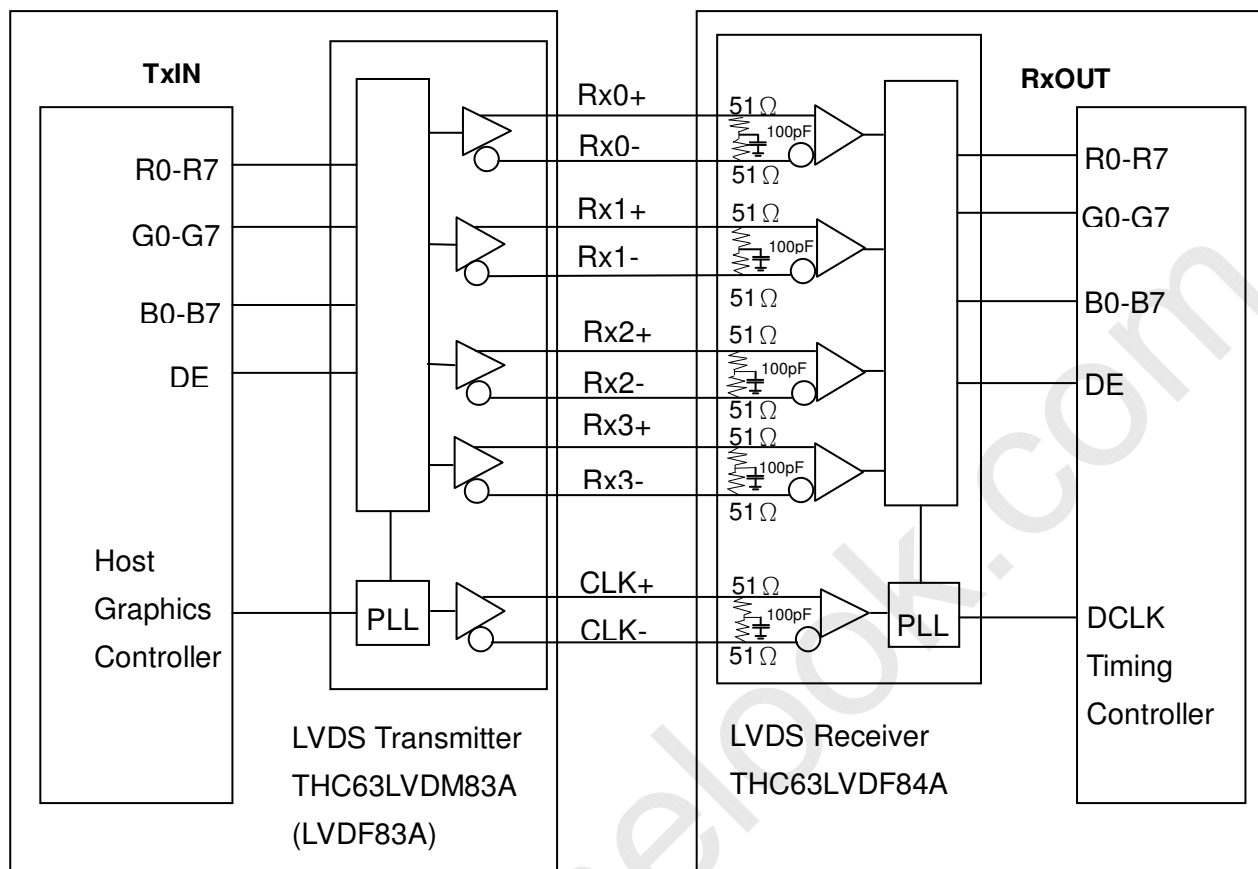 TxIN
R0-R7
G0-G7
B0-B7
DE
Host
Graphics
Controller
PLL
LVDS Transmitter
THC63LVDM83A
(LVDF83A)
Rx0+
Rx0-
Rx1+
Rx1-
Rx2+
Rx2-
Rx3+
Rx3-
CLK+
CLK-
51Ω
100pF
51Ω
51Ω
100pF
51Ω
51Ω
100pF
51Ω
51Ω
100pF
51Ω
51Ω
100pF
51Ω
PLL
LVDS Receiver
THC63LVDF84A
RxOUT
R0-R7
G0-G7
B0-B7
DE
DCLK
Timing
Controller
elook.com